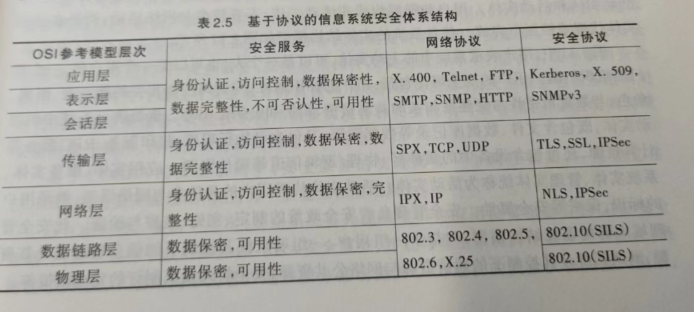 表2.5 基于协议的信息系统安全体系结构
OSI参考模型层次 安全服务 网络协议 安全协议
应用层
表示层
会话层
身份认证,访问控制,数据保密性,
数据完整性,不可否认性,可用性
X. 400, Telnet, FTP,
SMTP,SNMP,HTTP
Kerberos, X. 509,
SNMPv3
传输层
身份认证,访问控制,数据保密,数
据完整性
SPX,TCP,UDP
TLS,SSL,IPSec
网络层
身份认证,访问控制,数据保密,完
整性
IPX,IP
NLS,IPSec
数据链路层 数据保密,可用性 802.3, 802.4, 802.5, 802.10(SILS)
物理层 数据保密,可用性 802.6,X.25 802.10(SILS)